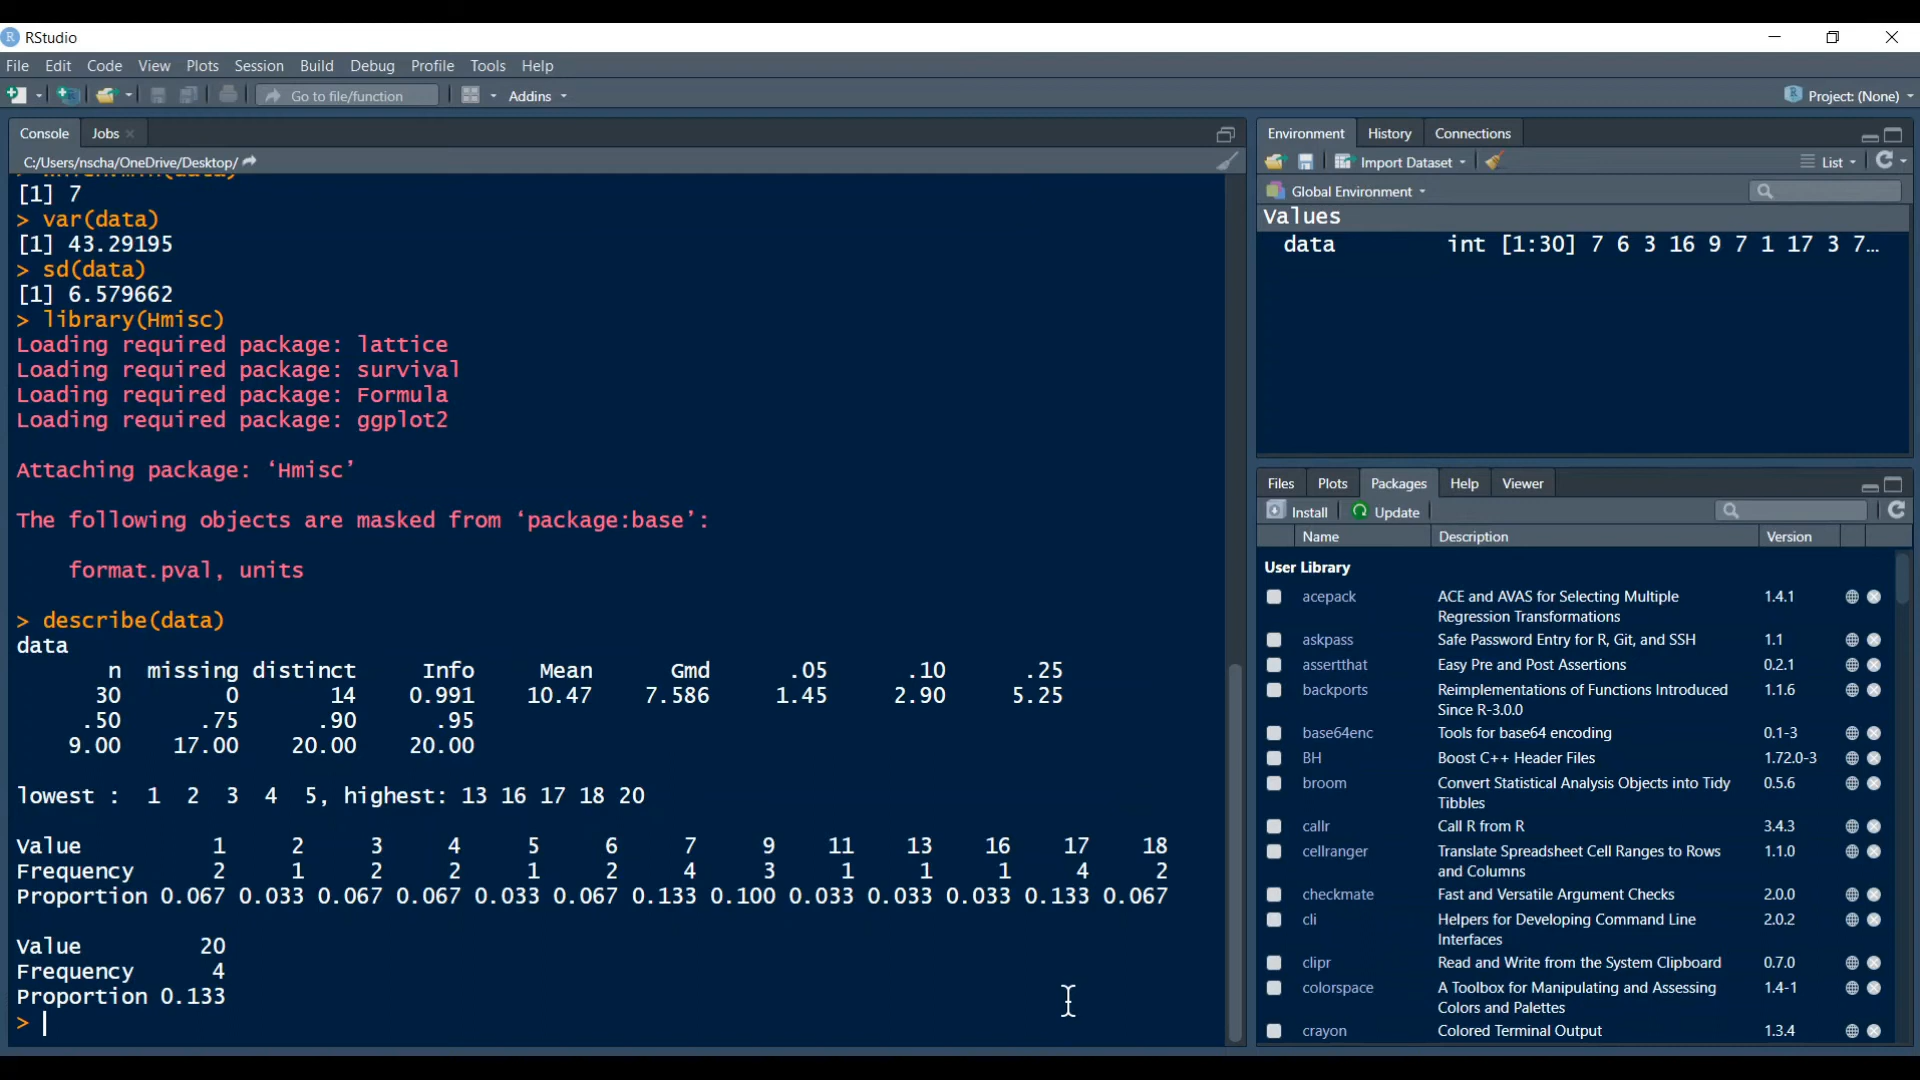 RStudio
File Edit Code View Plots Session Build Debug Profile Tools Help
Go to file/function Addins Project: (None)
Console Jobs
C:/Users/nscha/OneDrive/Desktop/
[1] 7
> var(data)
[1] 43.29195
> sd(data)
[1] 6.579662
> library(Hmisc)
Loading required package: lattice
Loading required package: survival
Loading required package: Formula
Loading required package: ggplot2
Attaching package: ‘Hmisc’
The following objects are masked from ‘package:base’:
format.pval, units
> describe(data)
data
n missing distinct Info Mean Gmd .05 .10 .25
30 0 14 0.991 10.47 7.586 1.45 2.90 5.25
.50 .75 .90 .95
9.00 17.00 20.00 20.00
lowest : 1 2 3 4 5, highest: 13 16 17 18 20
Value 1 2 3 4 5 6 7 9 11 13 16 17 18
Frequency 2 1 2 2 1 2 4 3 1 1 1 4 2
Proportion 0.067 0.033 0.067 0.067 0.033 0.067 0.133 0.100 0.033 0.033 0.033 0.133 0.067
Value 20
Frequency 4
Proportion 0.133
>
Environment History Connections
Import Dataset List
Global Environment
Values
data int [1:30] 7 6 3 16 9 7 1 17 3 7…
Files Plots Packages Help Viewer
Install Update
Name Description Version
User Library
acepack ACE and AVAS for Selecting Multiple 1.4.1
Regression Transformations
askpass Safe Password Entry for R, Git, and SSH 1.1
assertthat Easy Pre and Post Assertions 0.2.1
backports Reimplementations of Functions Introduced 1.1.6
Since R-3.0.0
base64enc Tools for base64 encoding 0.1-3
BH Boost C++ Header Files 1.72.0-3
broom Convert Statistical Analysis Objects into Tidy 0.5.6
Tibbles
callr Call R from R 3.4.3
cellranger Translate Spreadsheet Cell Ranges to Rows 1.1.0
and Columns
checkmate Fast and Versatile Argument Checks 2.0.0
cli Helpers for Developing Command Line 2.0.2
Interfaces
clipr Read and Write from the System Clipboard 0.7.0
colorspace A Toolbox for Manipulating and Assessing 1.4-1
Colors and Palettes
crayon Colored Terminal Output 1.3.4